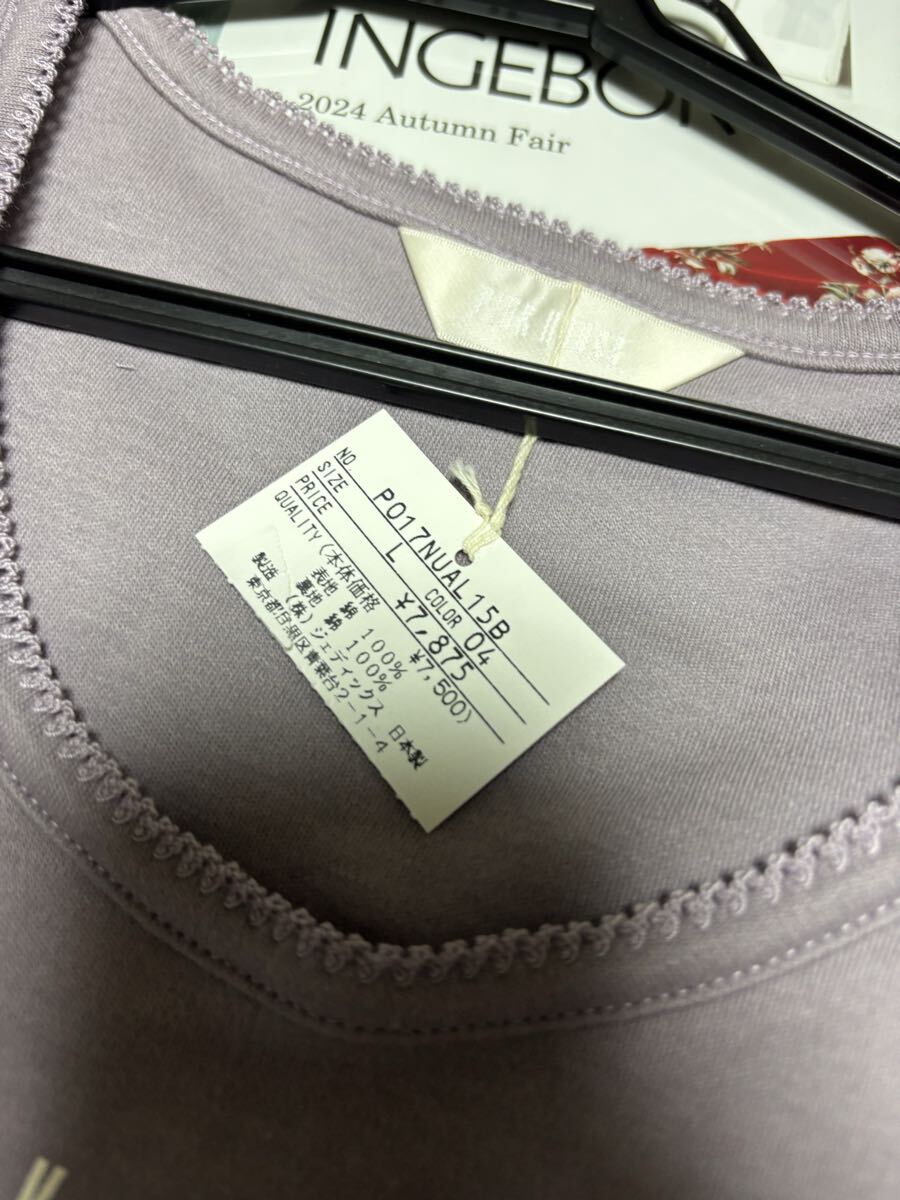 INGEBOR
2024 Autumn Fair
NO. P017NUAL15B
SIZE L COLOR 04
PRICE ¥7,875
(本体価格 ¥7,500)
QUALITY
表地 綿 100%
裏地 綿 100%
製造 (株)ジェディンクス 日本製
東京都目黒区青葉台2-1-4